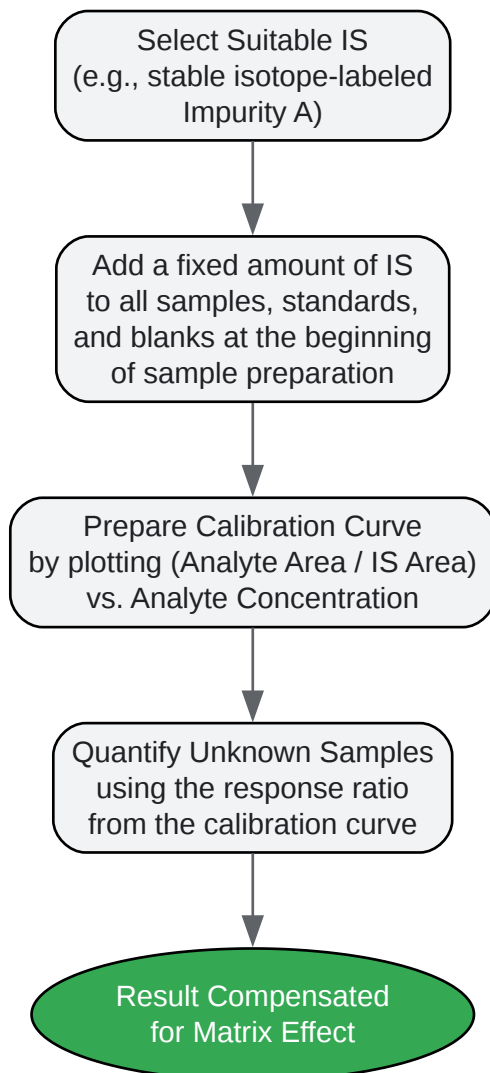 Select Suitable IS
(e.g., stable isotope-labeled
Impurity A)
Add a fixed amount of IS
to all samples, standards,
and blanks at the beginning
of sample preparation
Prepare Calibration Curve
by plotting (Analyte Area / IS Area)
vs. Analyte Concentration
Quantify Unknown Samples
using the response ratio
from the calibration curve
Result Compensated
for Matrix Effect